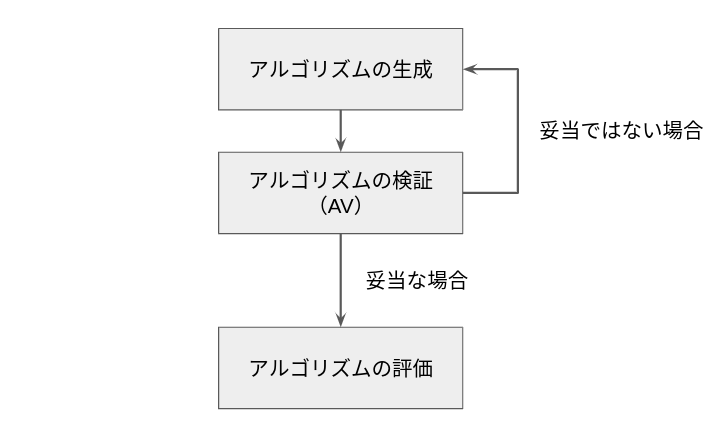 アルゴリズムの生成
妥当ではない場合
アルゴリズムの検証
（AV）
妥当な場合
アルゴリズムの評価